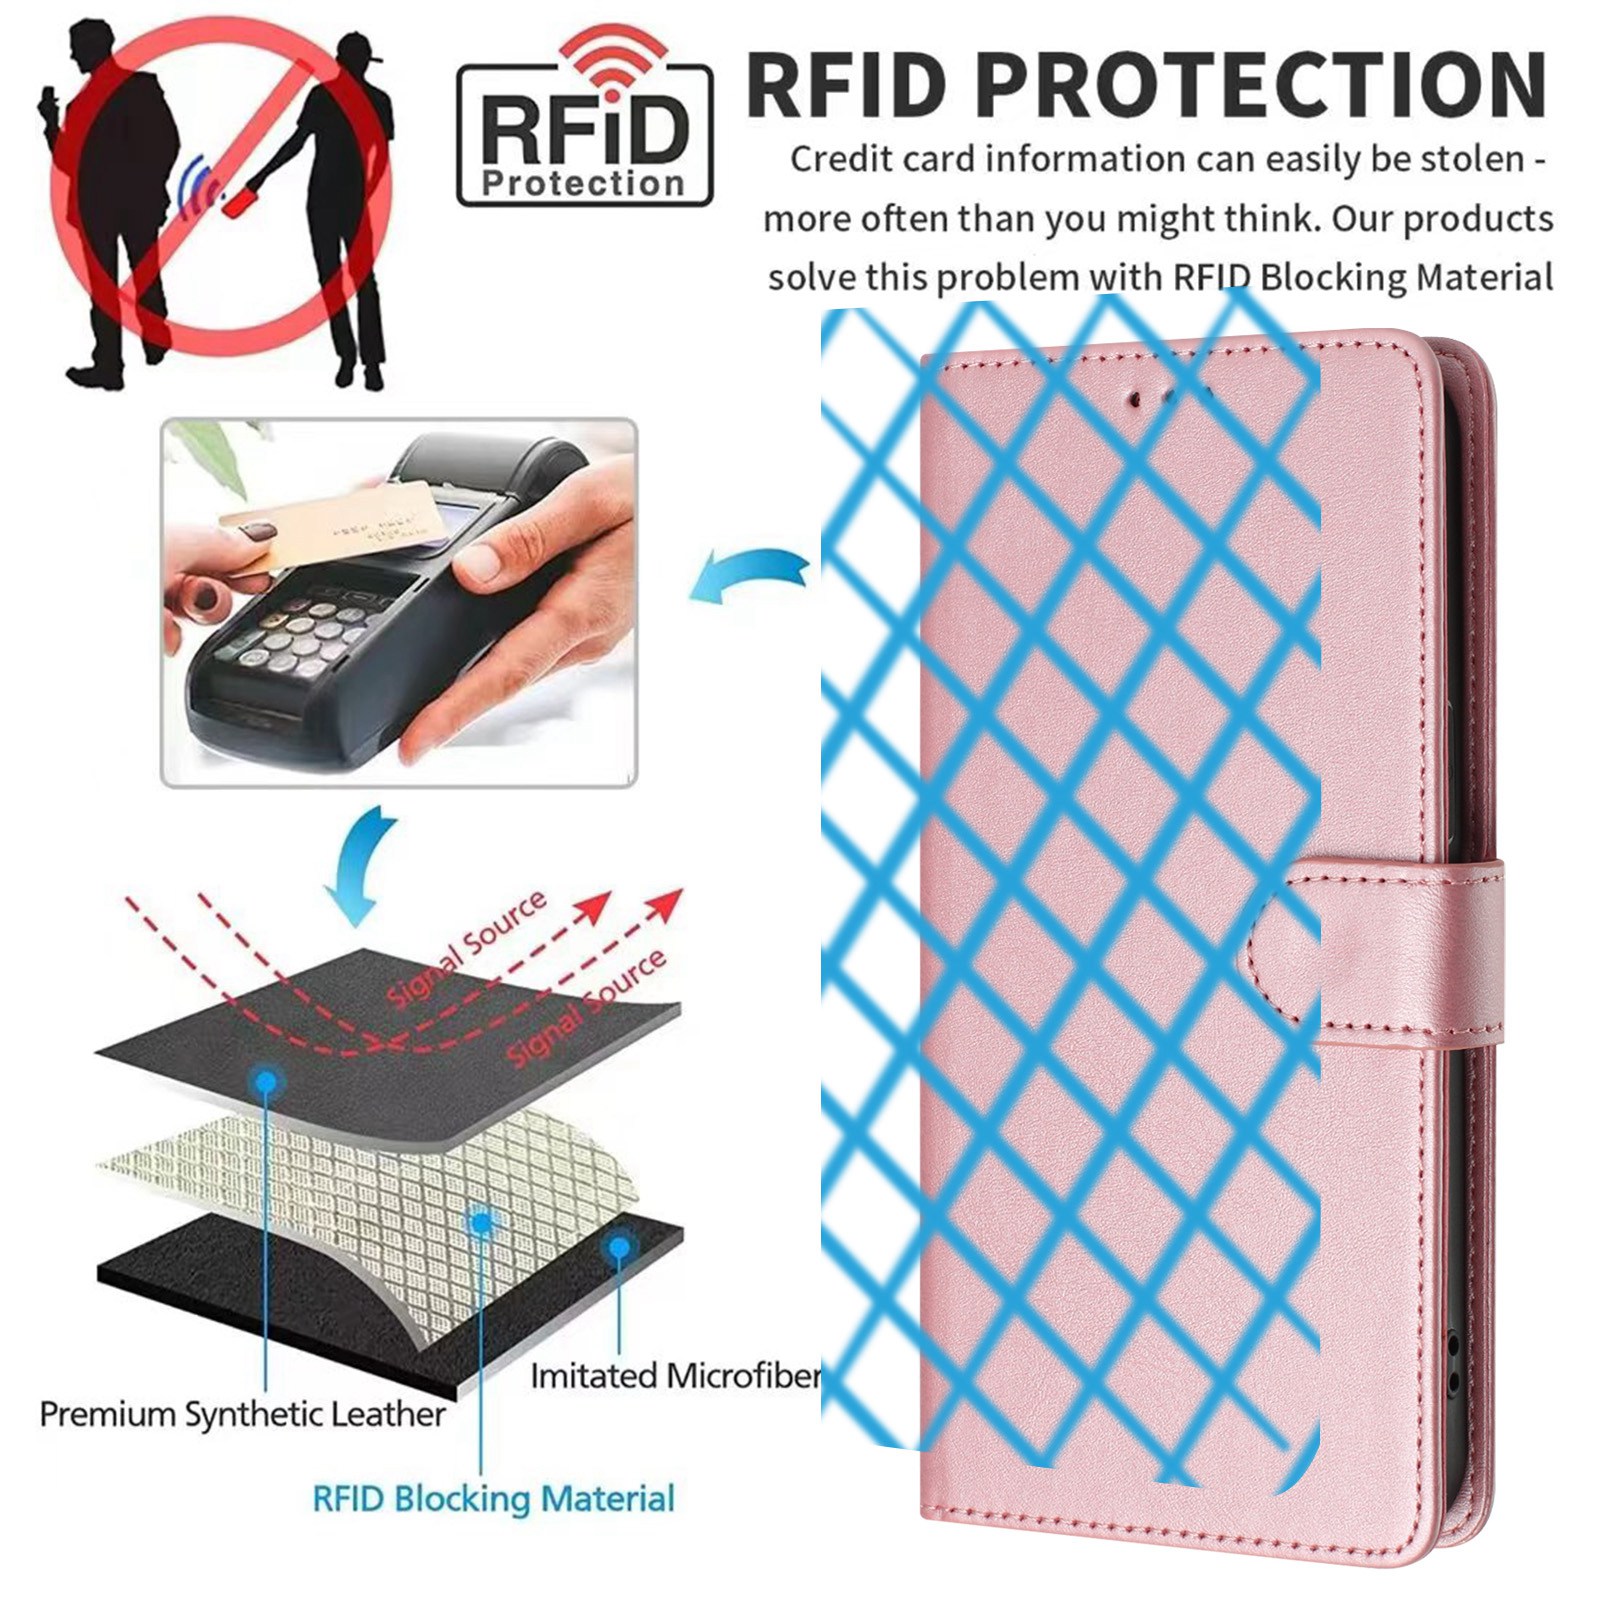 RFiD
Protection
RFID PROTECTION
Credit card information can easily be stolen -
more often than you might think. Our products
solve this problem with RFID Blocking Material
Signal Source
Signal Source
Imitated Microfiber
Premium Synthetic Leather
RFID Blocking Material